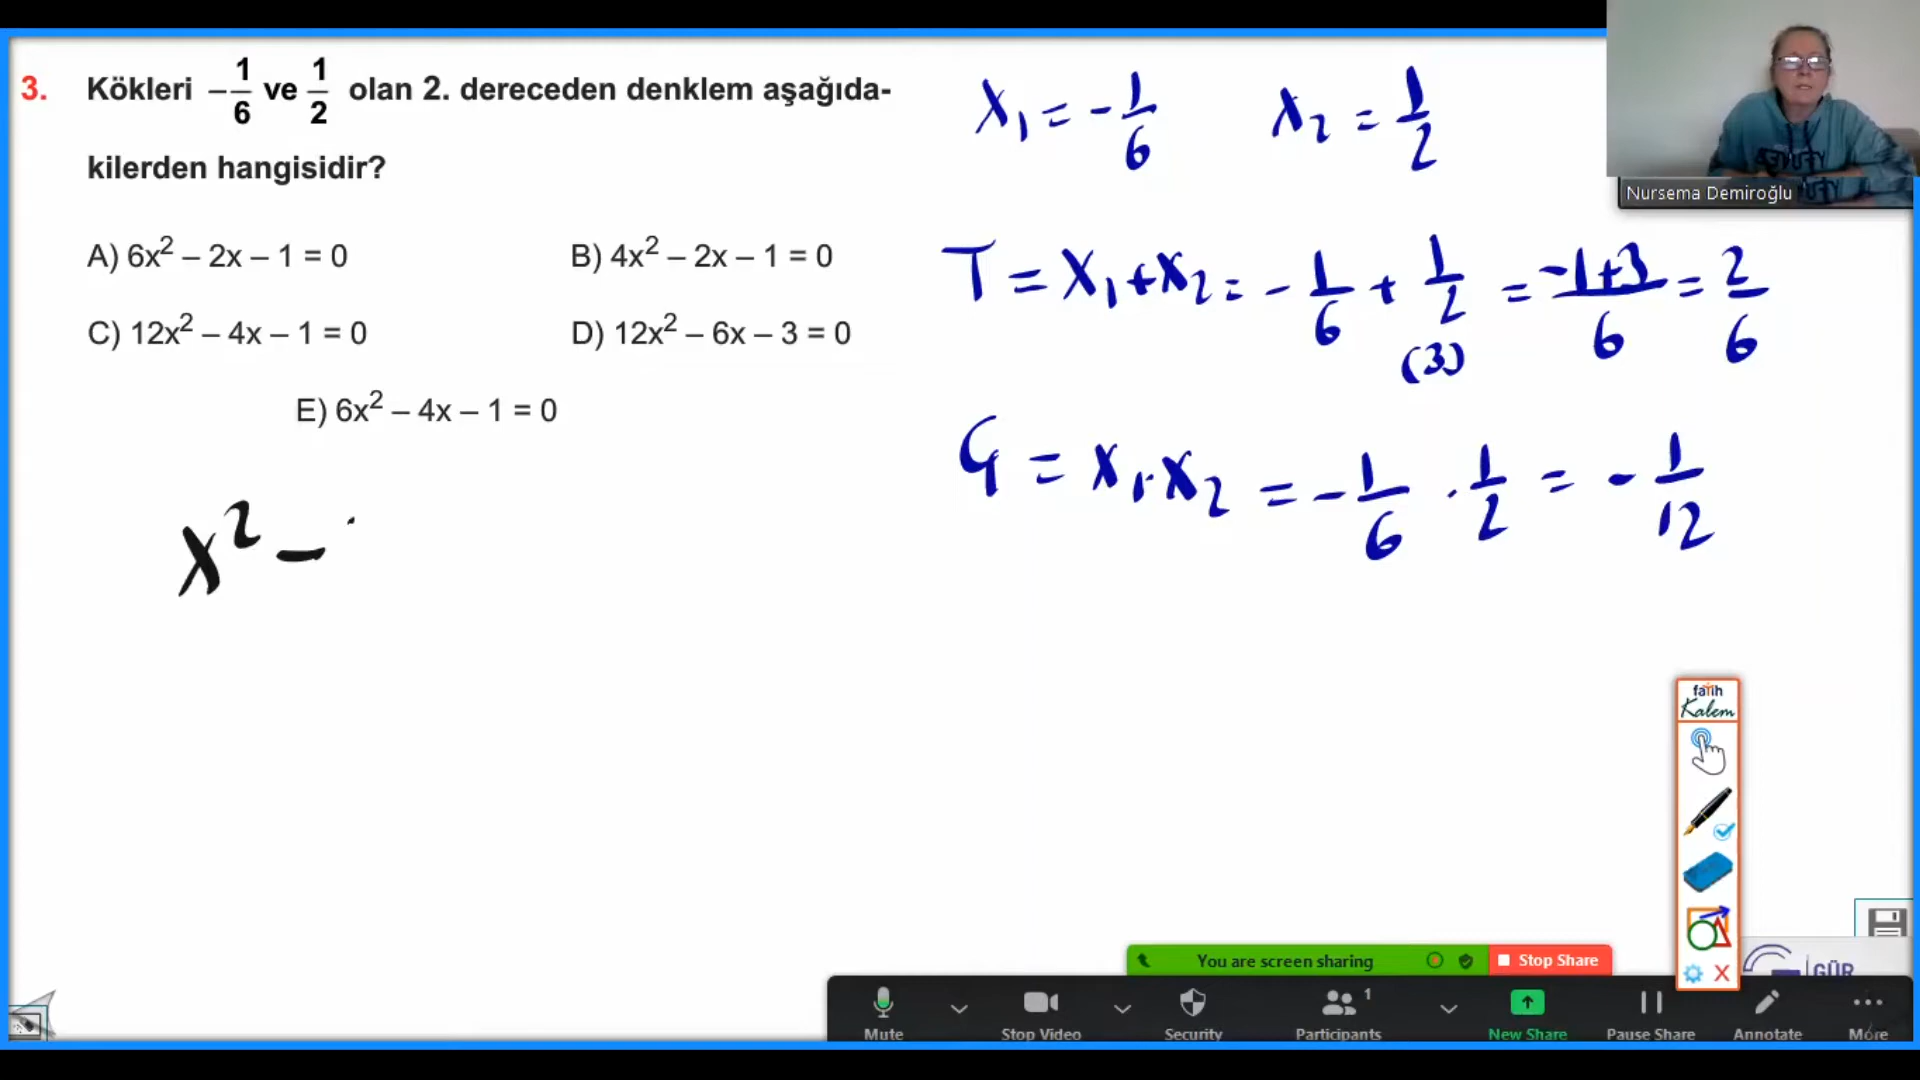 3. Kökleri –1/6 ve 1/2 olan 2. dereceden denklem aşağıda-
kilerden hangisidir?
A) 6x² – 2x – 1 = 0
B) 4x² – 2x – 1 = 0
C) 12x² – 4x – 1 = 0
D) 12x² – 6x – 3 = 0
E) 6x² – 4x – 1 = 0
x² –
x₁ = -1/6 x₂ = 1/2
T = x₁ + x₂ = -1/6 + 1/2 = -1+3/6 = 2/6
(3)
Ç = x₁.x₂ = -1/6 . 1/2 = -1/12
Nursema Demiroğlu
fatih
Kalem
GÜR
You are screen sharing
Stop Share
Mute
Stop Video
Security
Participants 1
New Share
Pause Share
Annotate
More